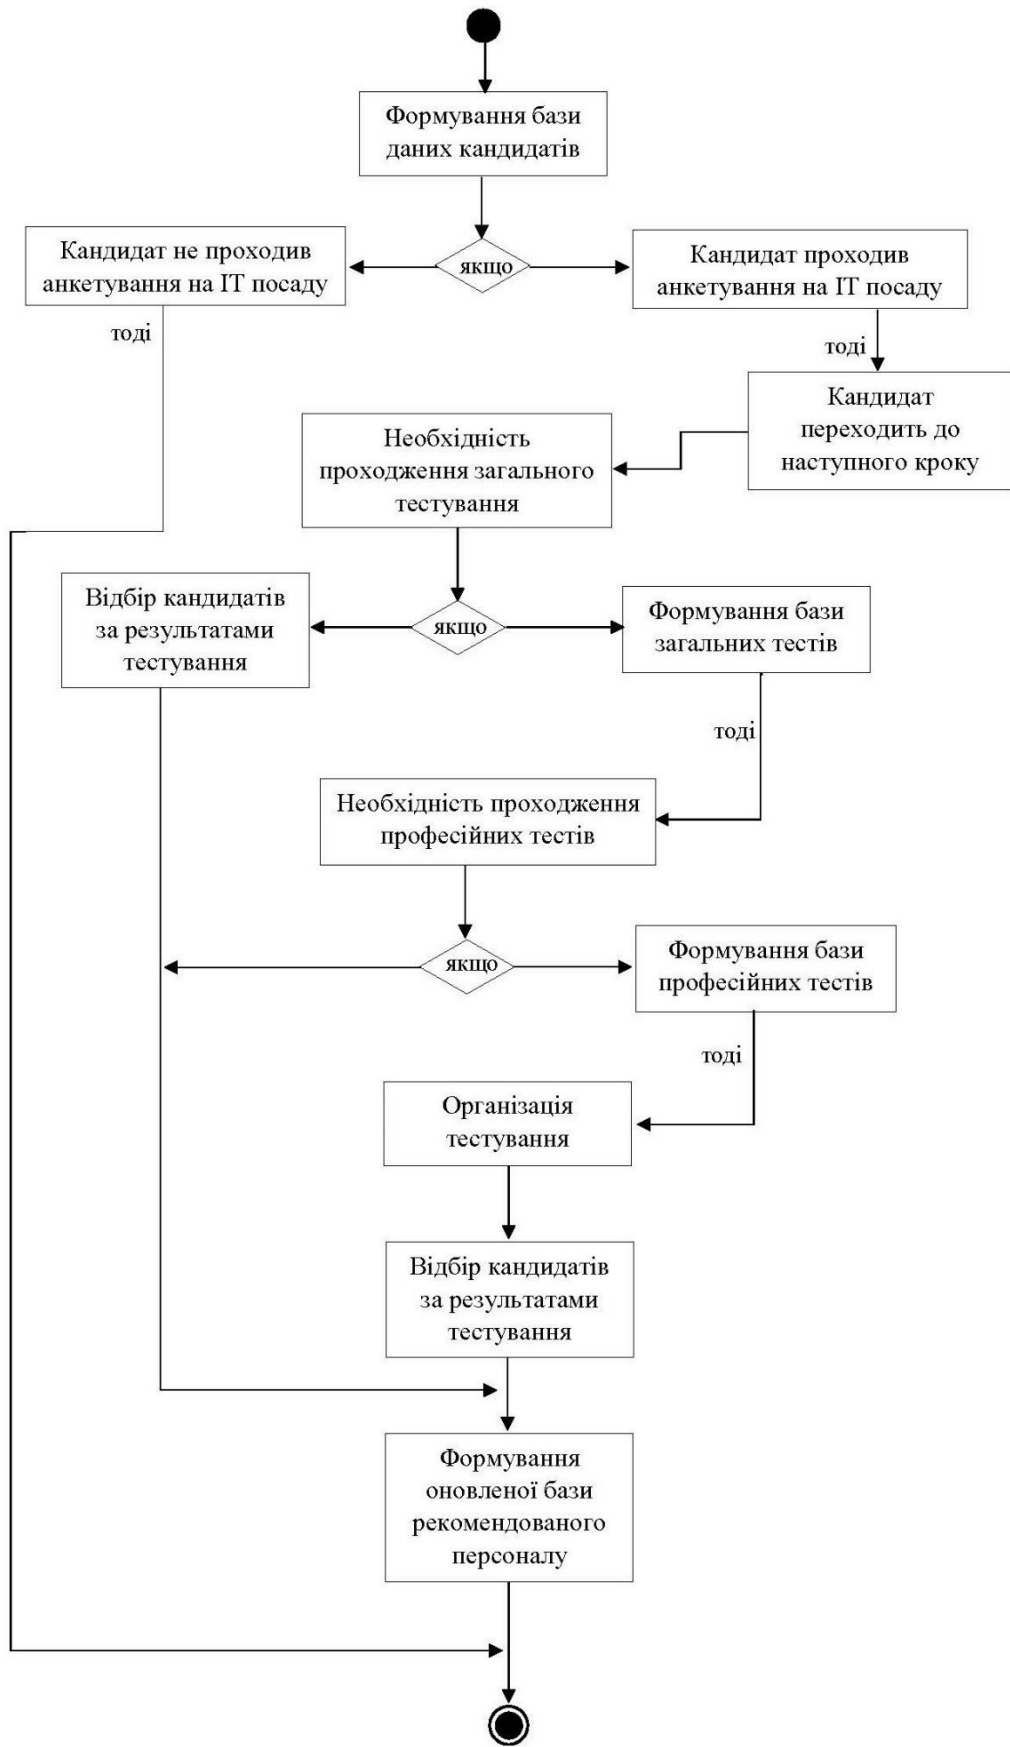 Формування бази
даних кандидатів
Кандидат не проходив
анкетування на ІТ посаду
якщо
Кандидат проходив
анкетування на ІТ посаду
тоді
тоді
Кандидат
переходить до
наступного кроку
Необхідність
проходження загального
тестування
Відбір кандидатів
за результатами
тестування
якщо
Формування бази
загальних тестів
тоді
Необхідність проходження
професійних тестів
якщо
Формування бази
професійних тестів
тоді
Організація
тестування
Відбір кандидатів
за результатами
тестування
Формування
оновленої бази
рекомендованого
персоналу